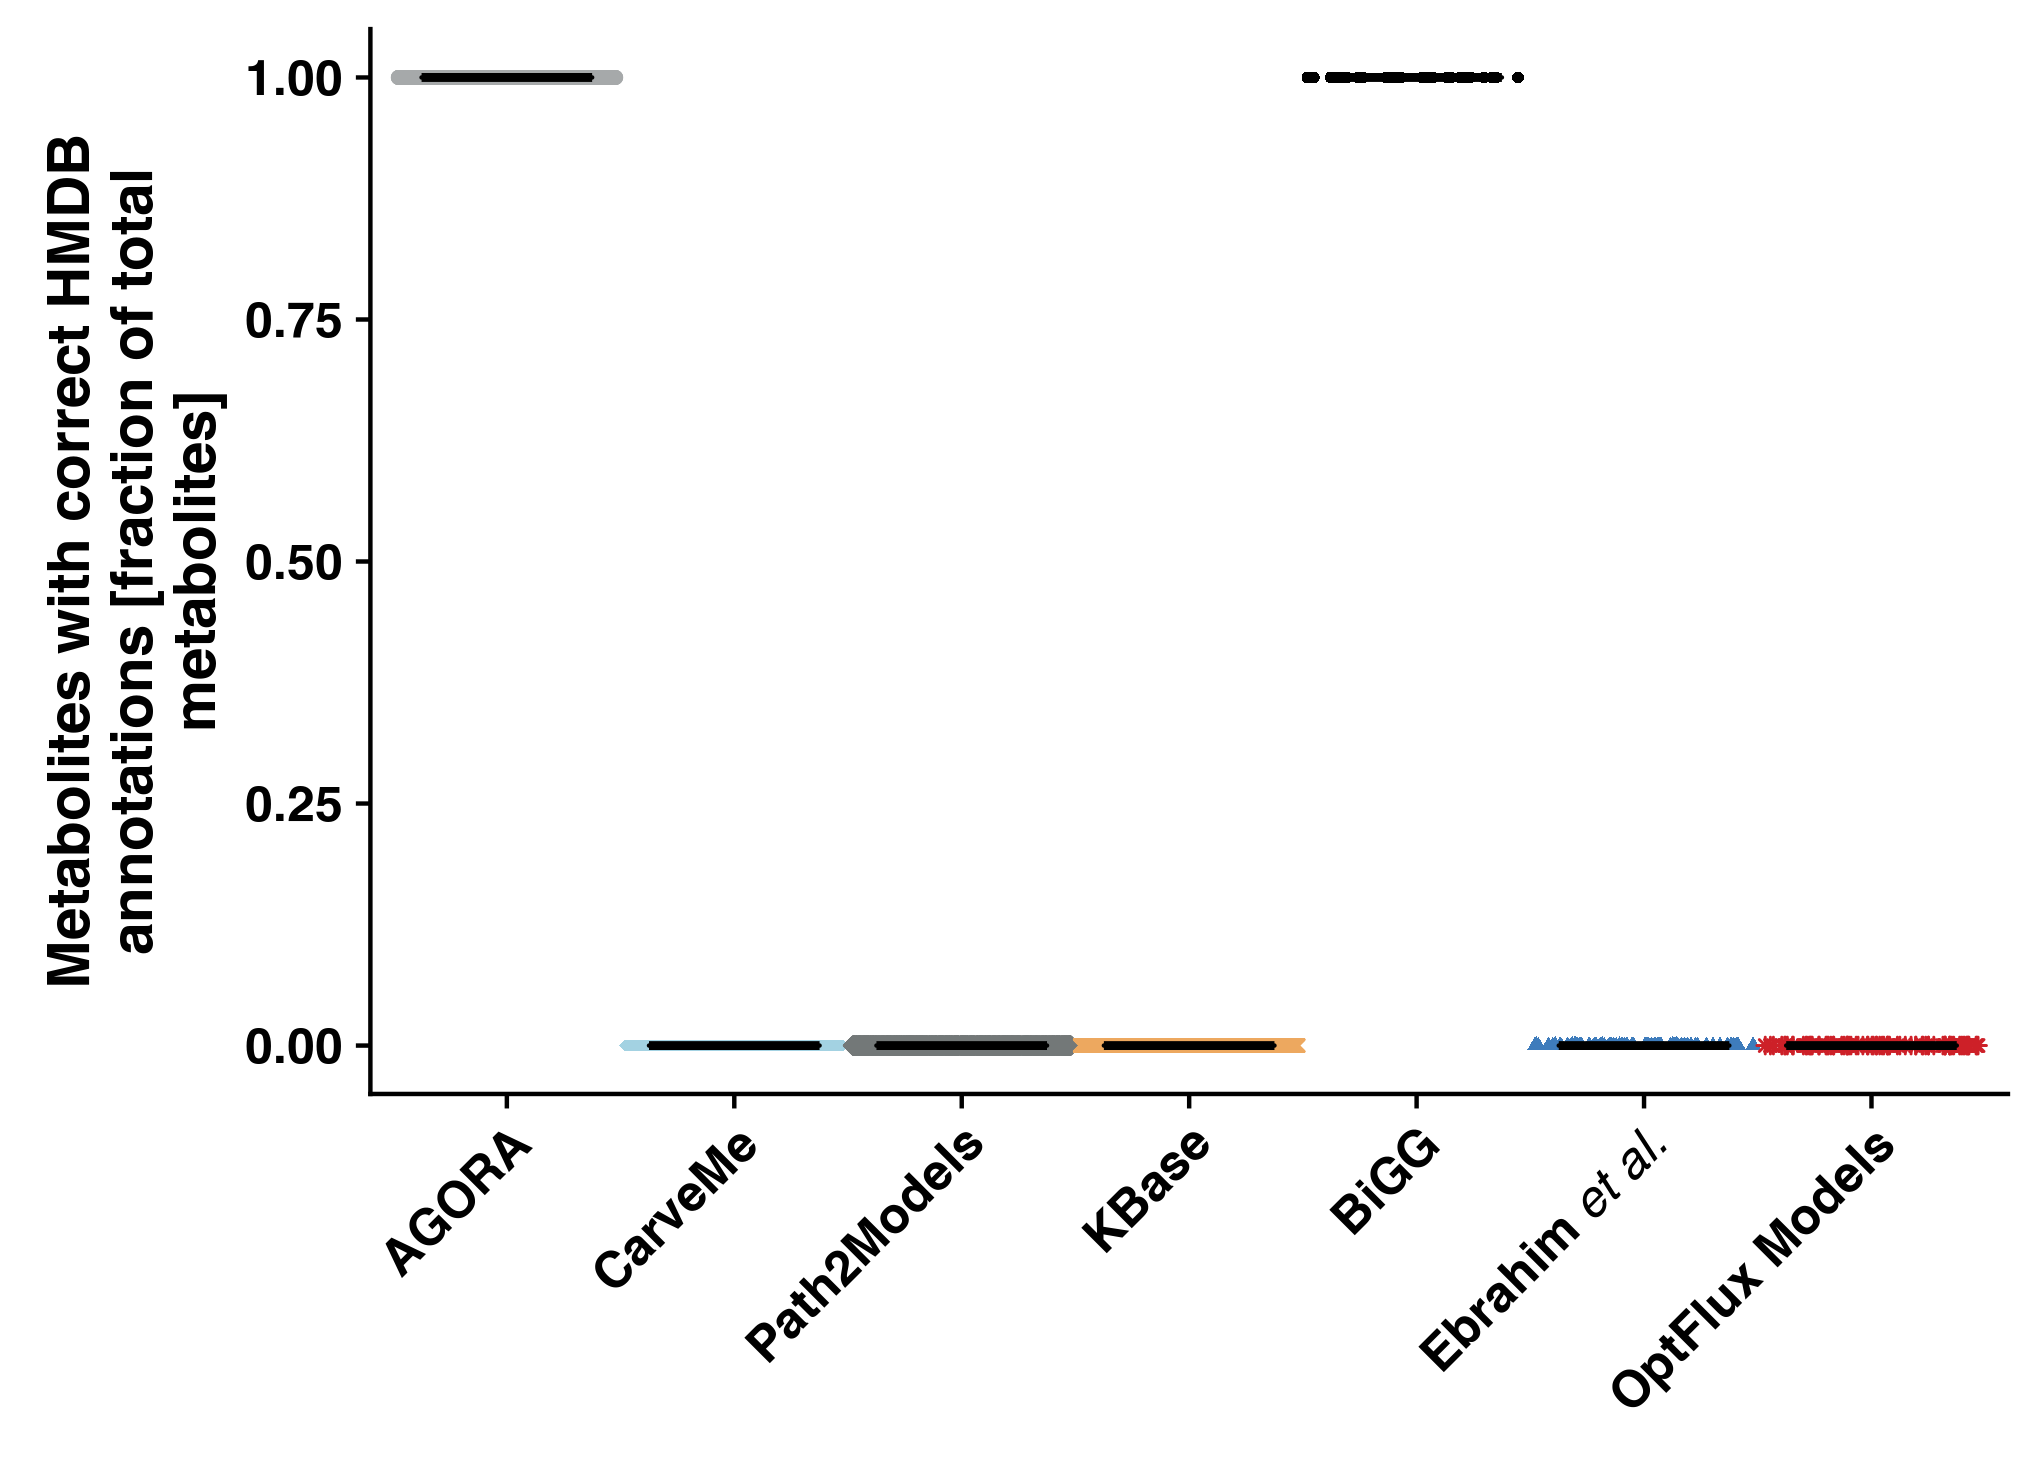 Metabolites with correct HMDB
annotations [fraction of total
metabolites]
1.00
0.75
0.50
0.25
0.00
AGORA
CarveMe
Path2Models
KBase
BiGG
Ebrahim et al.
OptFlux Models